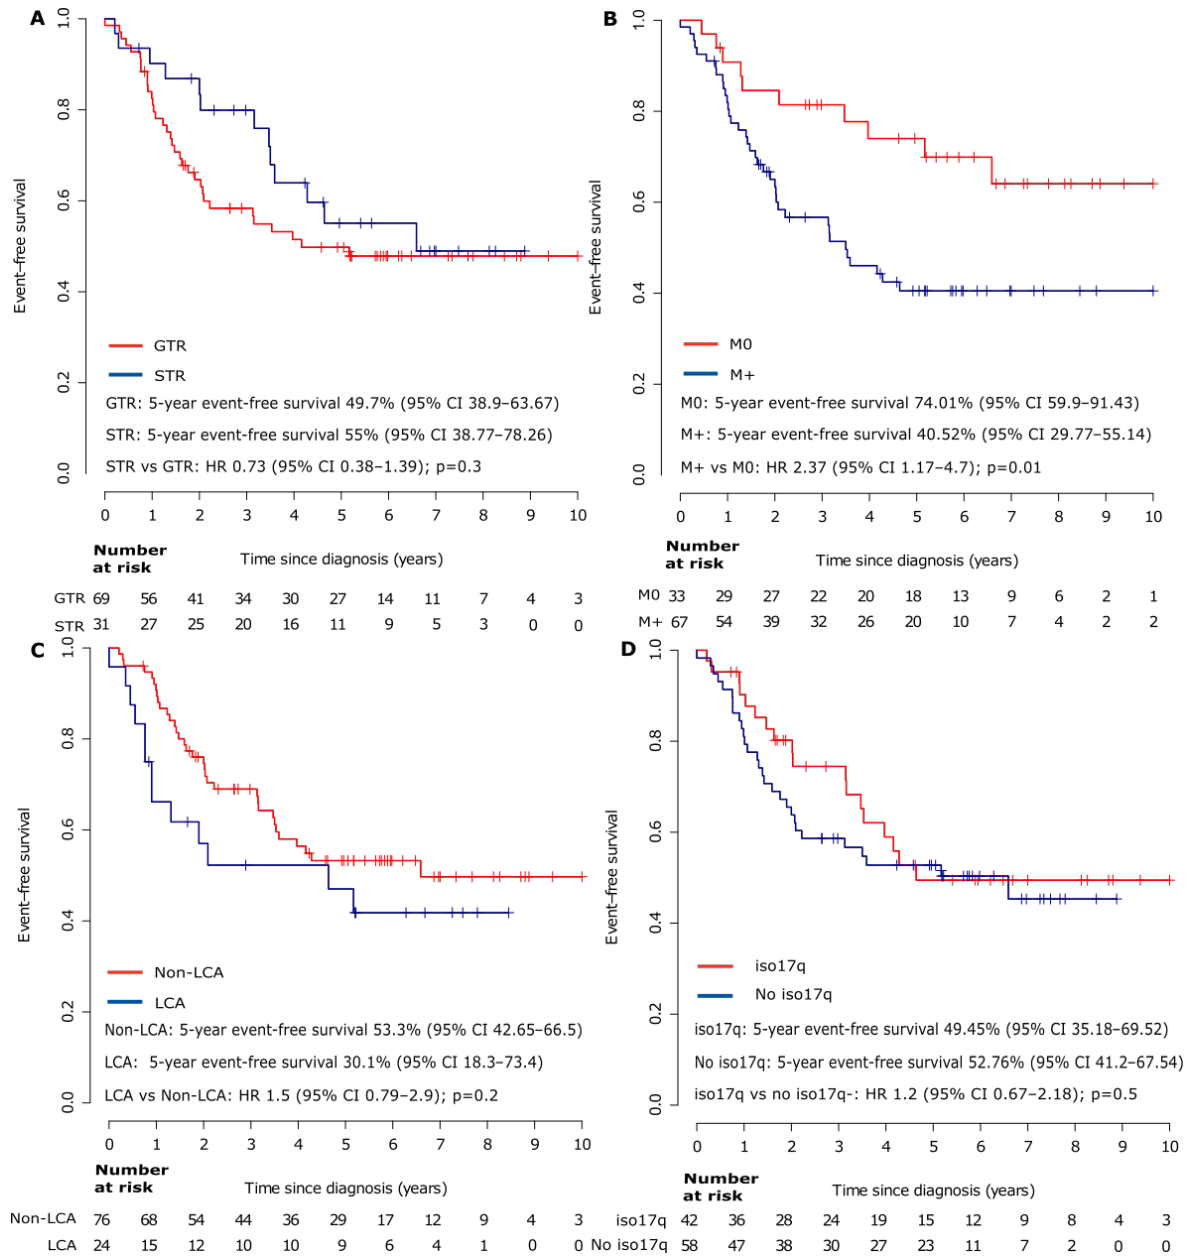 A
1.0
0.8
0.6
0.4
0.2
0.0
Event–free survival
GTR
STR
GTR: 5-year event-free survival 49.7% (95% CI 38.9–63.67)
STR: 5-year event-free survival 55% (95% CI 38.77–78.26)
STR vs GTR: HR 0.73 (95% CI 0.38–1.39); p=0.3
0 1 2 3 4 5 6 7 8 9 10
Number
at risk
Time since diagnosis (years)
GTR 69 56 41 34 30 27 14 11 7 4 3
STR 31 27 25 20 16 11 9 5 3 0 0
B
1.0
0.8
0.6
0.4
0.2
0.0
Event–free survival
M0
M+
M0: 5-year event-free survival 74.01% (95% CI 59.9–91.43)
M+: 5-year event-free survival 40.52% (95% CI 29.77–55.14)
M+ vs M0: HR 2.37 (95% CI 1.17–4.7); p=0.01
0 1 2 3 4 5 6 7 8 9 10
Number
at risk
Time since diagnosis (years)
M0 33 29 27 22 20 18 13 9 6 2 1
M+ 67 54 39 32 26 20 10 7 4 2 2
C
1.0
0.8
0.6
0.4
0.2
0.0
Event–free survival
Non-LCA
LCA
Non-LCA: 5-year event-free survival 53.3% (95% CI 42.65–66.5)
LCA: 5-year event-free survival 30.1% (95% CI 18.3–73.4)
LCA vs Non-LCA: HR 1.5 (95% CI 0.79–2.9); p=0.2
0 1 2 3 4 5 6 7 8 9 10
Number
at risk
Time since diagnosis (years)
Non-LCA 76 68 54 44 36 29 17 12 9 4 3
LCA 24 15 12 10 10 9 6 4 1 0 0
D
1.0
0.8
0.6
0.4
0.2
0.0
Event–free survival
iso17q
No iso17q
iso17q: 5-year event-free survival 49.45% (95% CI 35.18–69.52)
No iso17q: 5-year event-free survival 52.76% (95% CI 41.2–67.54)
iso17q vs no iso17q-: HR 1.2 (95% CI 0.67–2.18); p=0.5
0 1 2 3 4 5 6 7 8 9 10
Number
at risk
Time since diagnosis (years)
iso17q 42 36 28 24 19 15 12 9 8 4 3
No iso17q 58 47 38 30 27 23 11 7 2 0 0